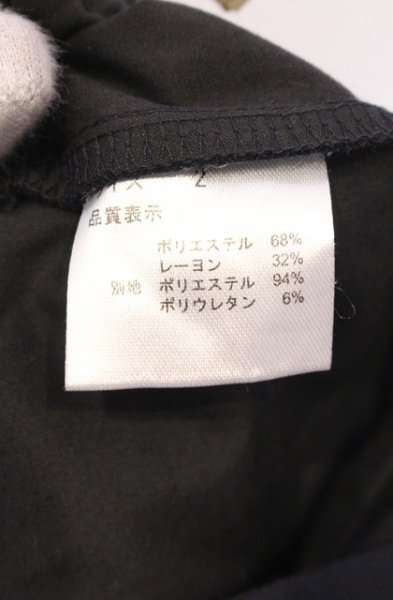 サイズ 2
品質表示
ポリエステル 68%
レーヨン 32%
別地 ポリエステル 94%
ポリウレタン 6%